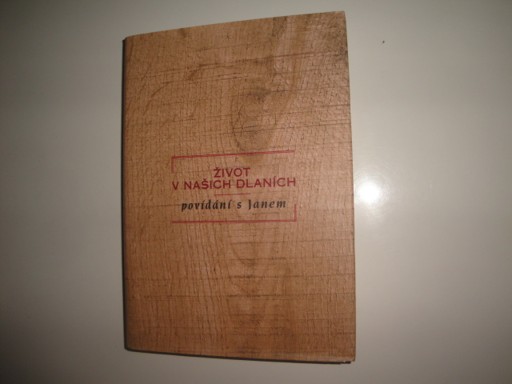 ŽIVOT
V NAŠICH DLANÍCH
povídání s Janem